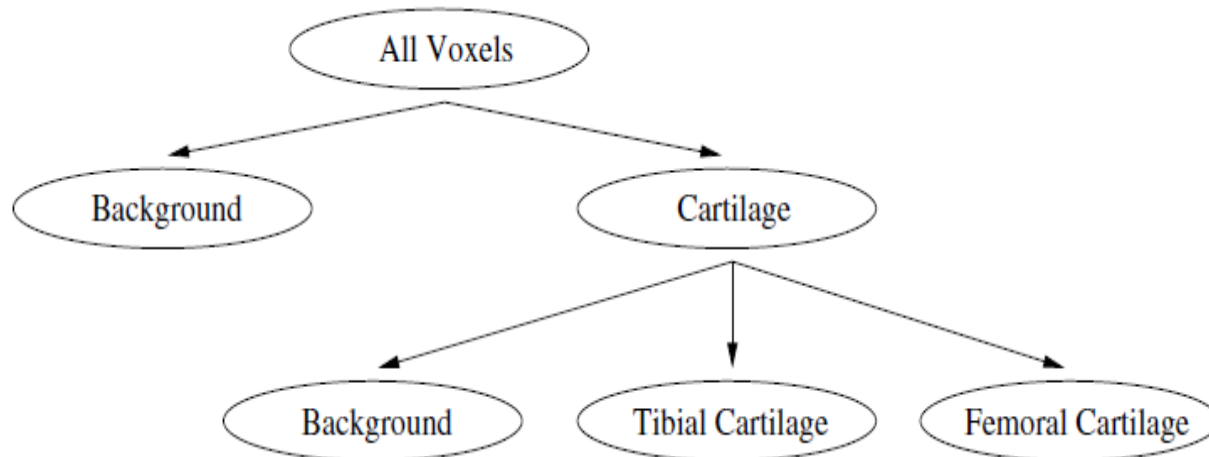 All Voxels
Background
Cartilage
Background
Tibial Cartilage
Femoral Cartilage